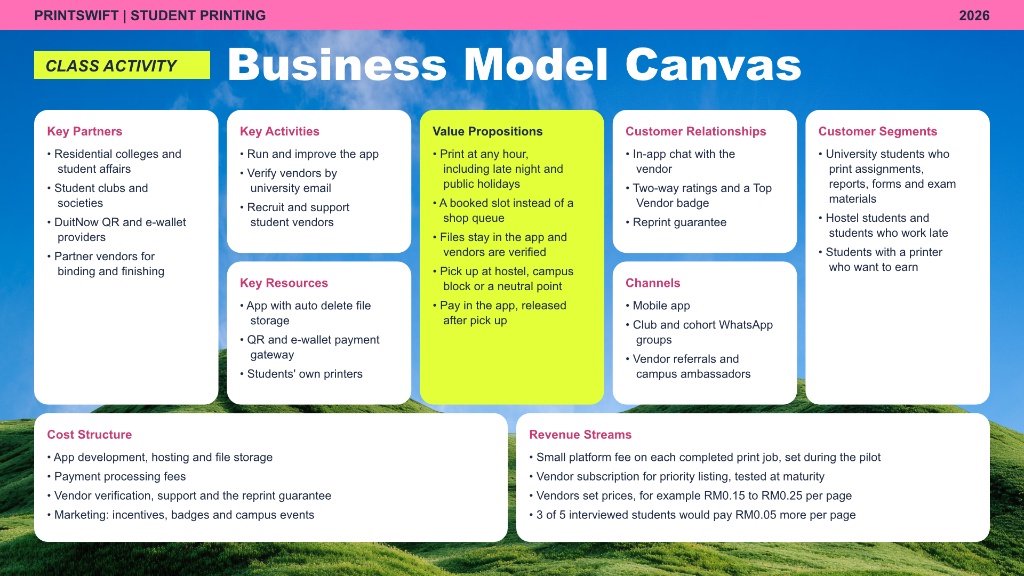 PRINTSWIFT | STUDENT PRINTING
2026
CLASS ACTIVITY
Business Model Canvas
Key Partners
• Residential colleges and
student affairs
• Student clubs and
societies
• DuitNow QR and e-wallet
providers
• Partner vendors for
binding and finishing
Key Activities
• Run and improve the app
• Verify vendors by
university email
• Recruit and support
student vendors
Key Resources
• App with auto delete file
storage
• QR and e-wallet payment
gateway
• Students' own printers
Value Propositions
• Print at any hour,
including late night and
public holidays
• A booked slot instead of a
shop queue
• Files stay in the app and
vendors are verified
• Pick up at hostel, campus
block or a neutral point
• Pay in the app, released
after pick up
Customer Relationships
• In-app chat with the
vendor
• Two-way ratings and a Top
Vendor badge
• Reprint guarantee
Channels
• Mobile app
• Club and cohort WhatsApp
groups
• Vendor referrals and
campus ambassadors
Customer Segments
• University students who
print assignments,
reports, forms and exam
materials
• Hostel students and
students who work late
• Students with a printer
who want to earn
Cost Structure
• App development, hosting and file storage
• Payment processing fees
• Vendor verification, support and the reprint guarantee
• Marketing: incentives, badges and campus events
Revenue Streams
• Small platform fee on each completed print job, set during the pilot
• Vendor subscription for priority listing, tested at maturity
• Vendors set prices, for example RM0.15 to RM0.25 per page
• 3 of 5 interviewed students would pay RM0.05 more per page